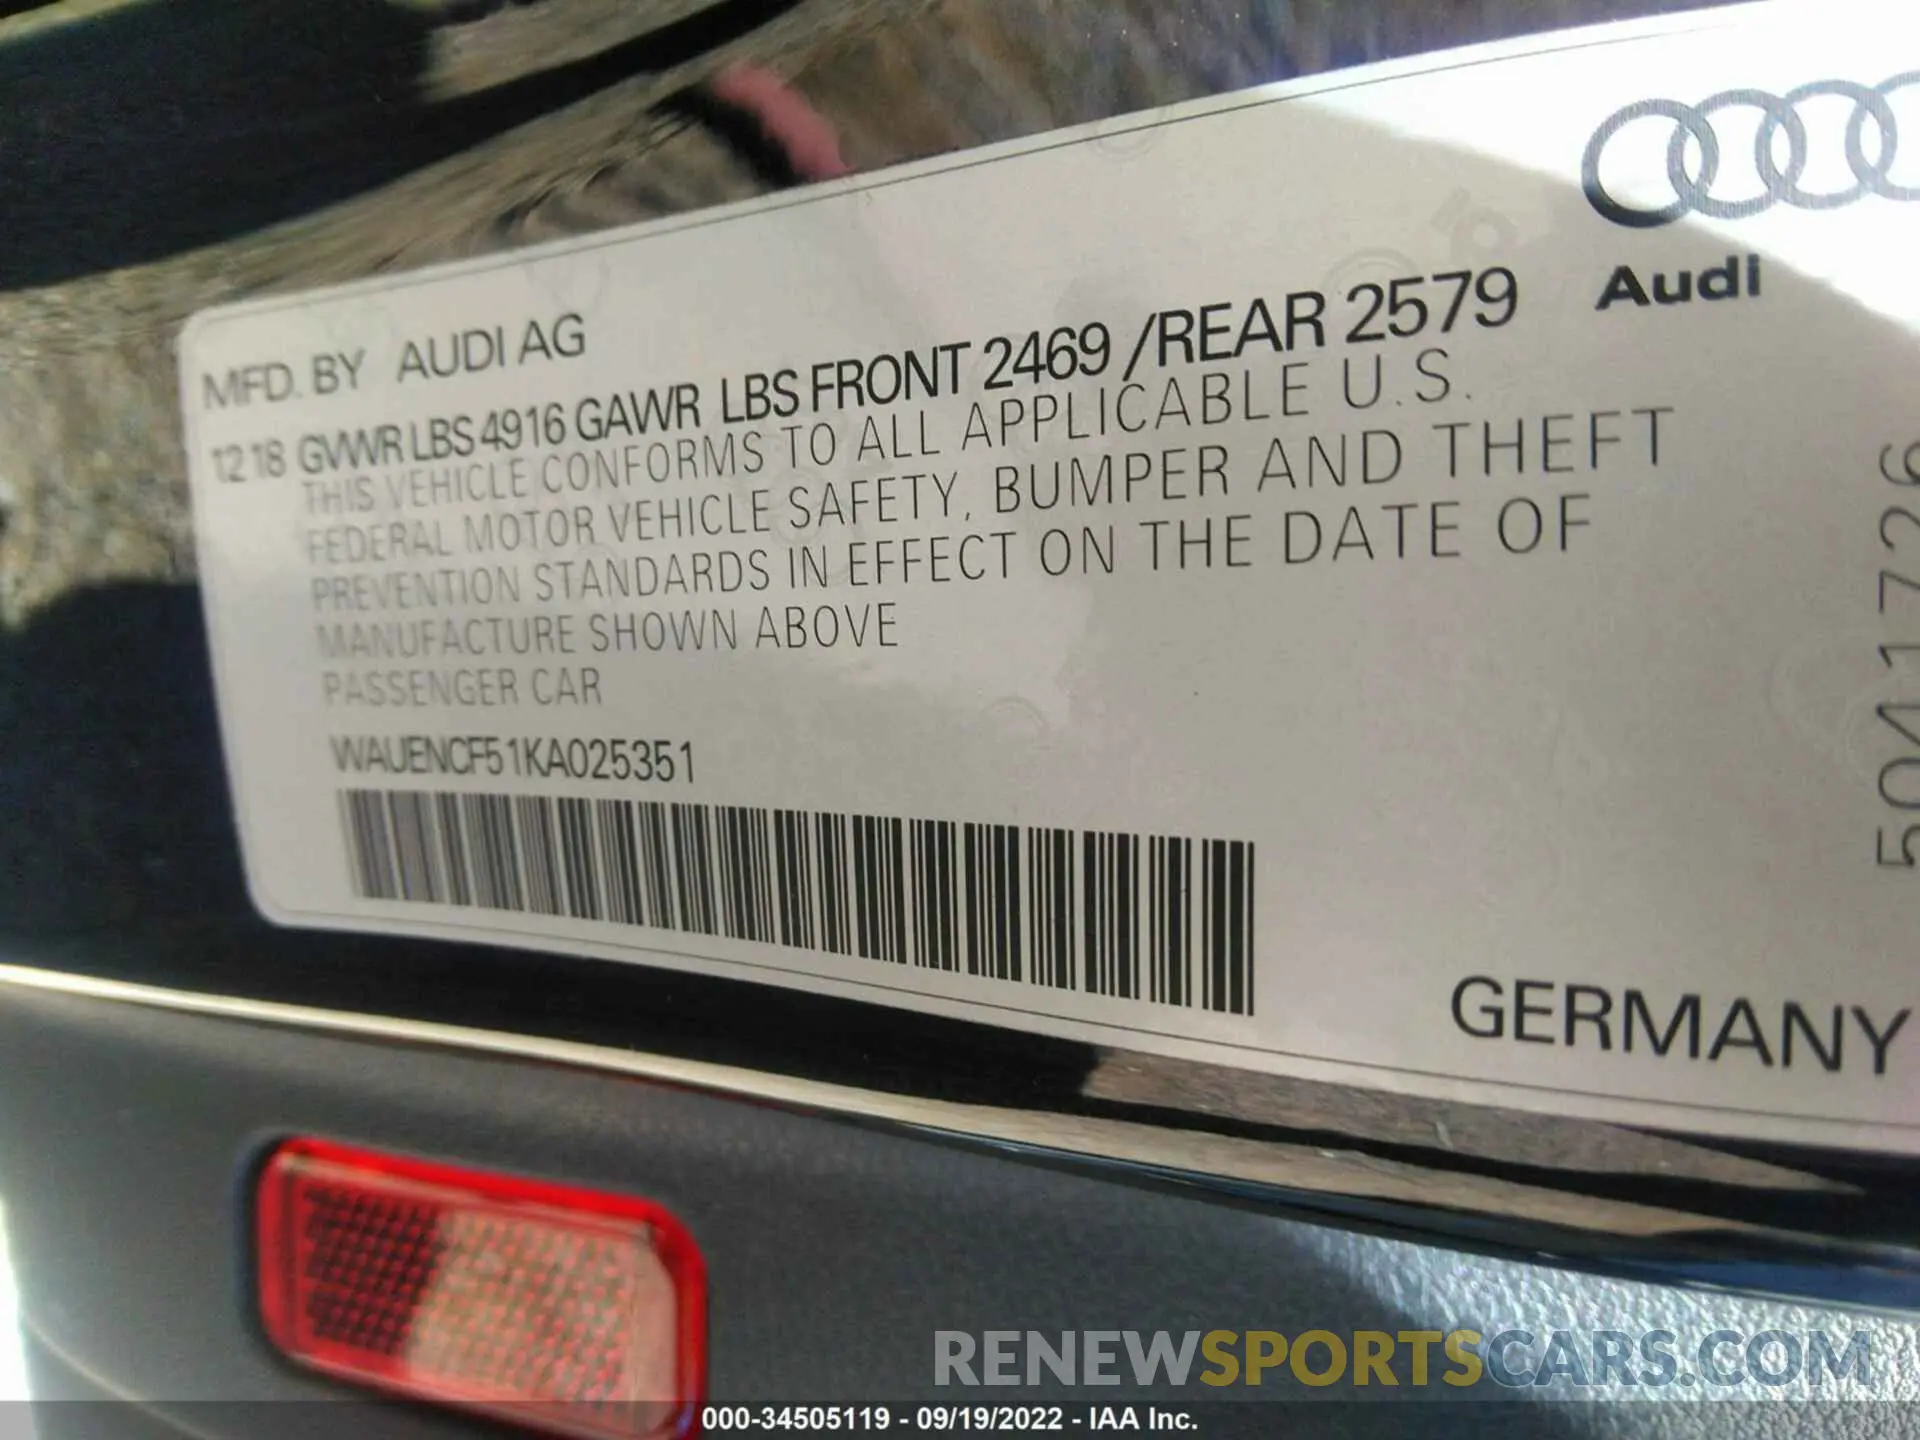 MFD. BY AUDI AG
12 18 GVWR LBS 4916 GAWR LBS FRONT 2469 /REAR 2579
THIS VEHICLE CONFORMS TO ALL APPLICABLE U.S.
FEDERAL MOTOR VEHICLE SAFETY, BUMPER AND THEFT
PREVENTION STANDARDS IN EFFECT ON THE DATE OF
MANUFACTURE SHOWN ABOVE
PASSENGER CAR
WAUENCF51KA025351
Audi
5041726
GERMANY
RENEWSPORTSCARS.COM
000-34505119 - 09/19/2022 - IAA Inc.